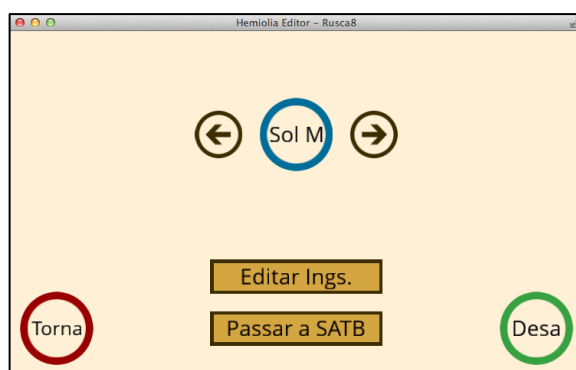 Hemiolia Editor – Rusca8
Sol M
Editar Ings.
Torna
Passar a SATB
Desa